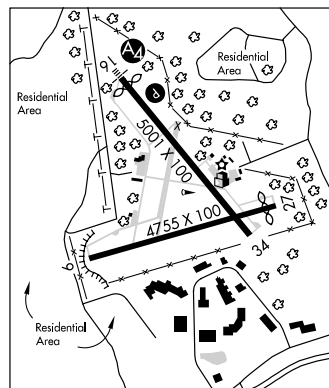 A4
16
P
Residential
Area
Residential
Area
5001 X 100
X
4755 X 100
27
34
9
Residential
Area